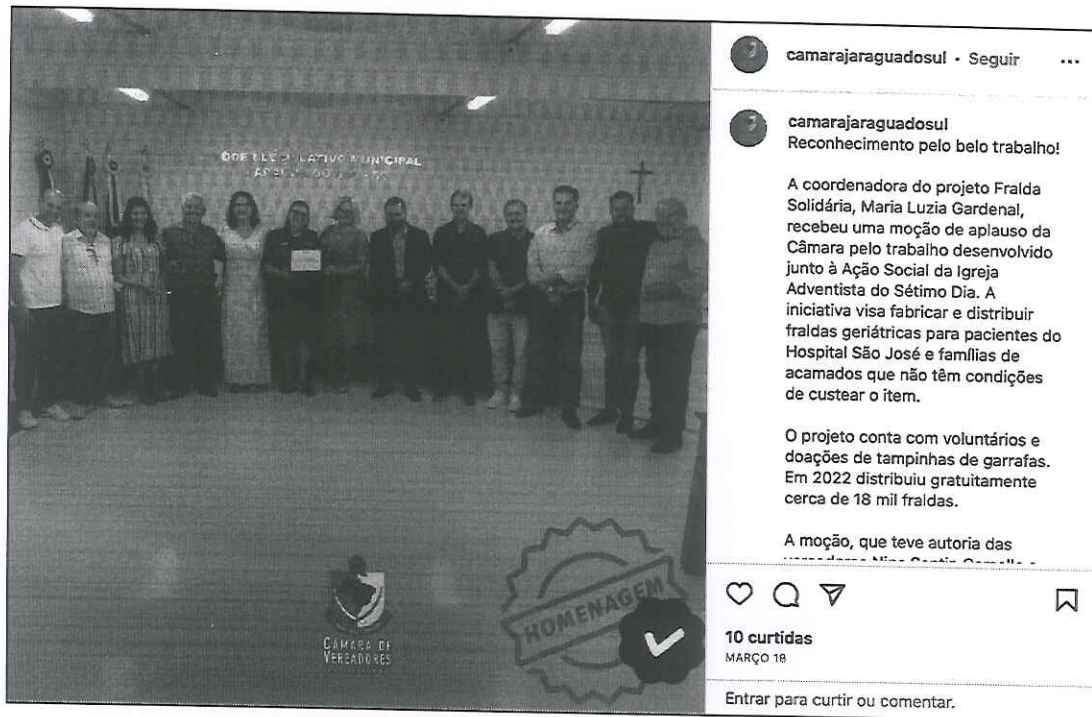 camarajaraguadosul • Seguir
camarajaraguadosul
Reconhecimento pelo belo trabalho!
A coordenadora do projeto Fralda
Solidária, Maria Luzia Gardenal,
recebeu uma moção de aplauso da
Câmara pelo trabalho desenvolvido
junto à Ação Social da Igreja
Adventista do Sétimo Dia. A
iniciativa visa fabricar e distribuir
fraldas geriátricas para pacientes do
Hospital São José e famílias de
acamados que não têm condições
de custear o item.
O projeto conta com voluntários e
doações de tampinhas de garrafas.
Em 2022 distribuiu gratuitamente
cerca de 18 mil fraldas.
A moção, que teve autoria das
10 curtidas
MARÇO 18
Entrar para curtir ou comentar.
MUNICIPAL
HOMENAGEM
CÂMARA DE
VEREADORES